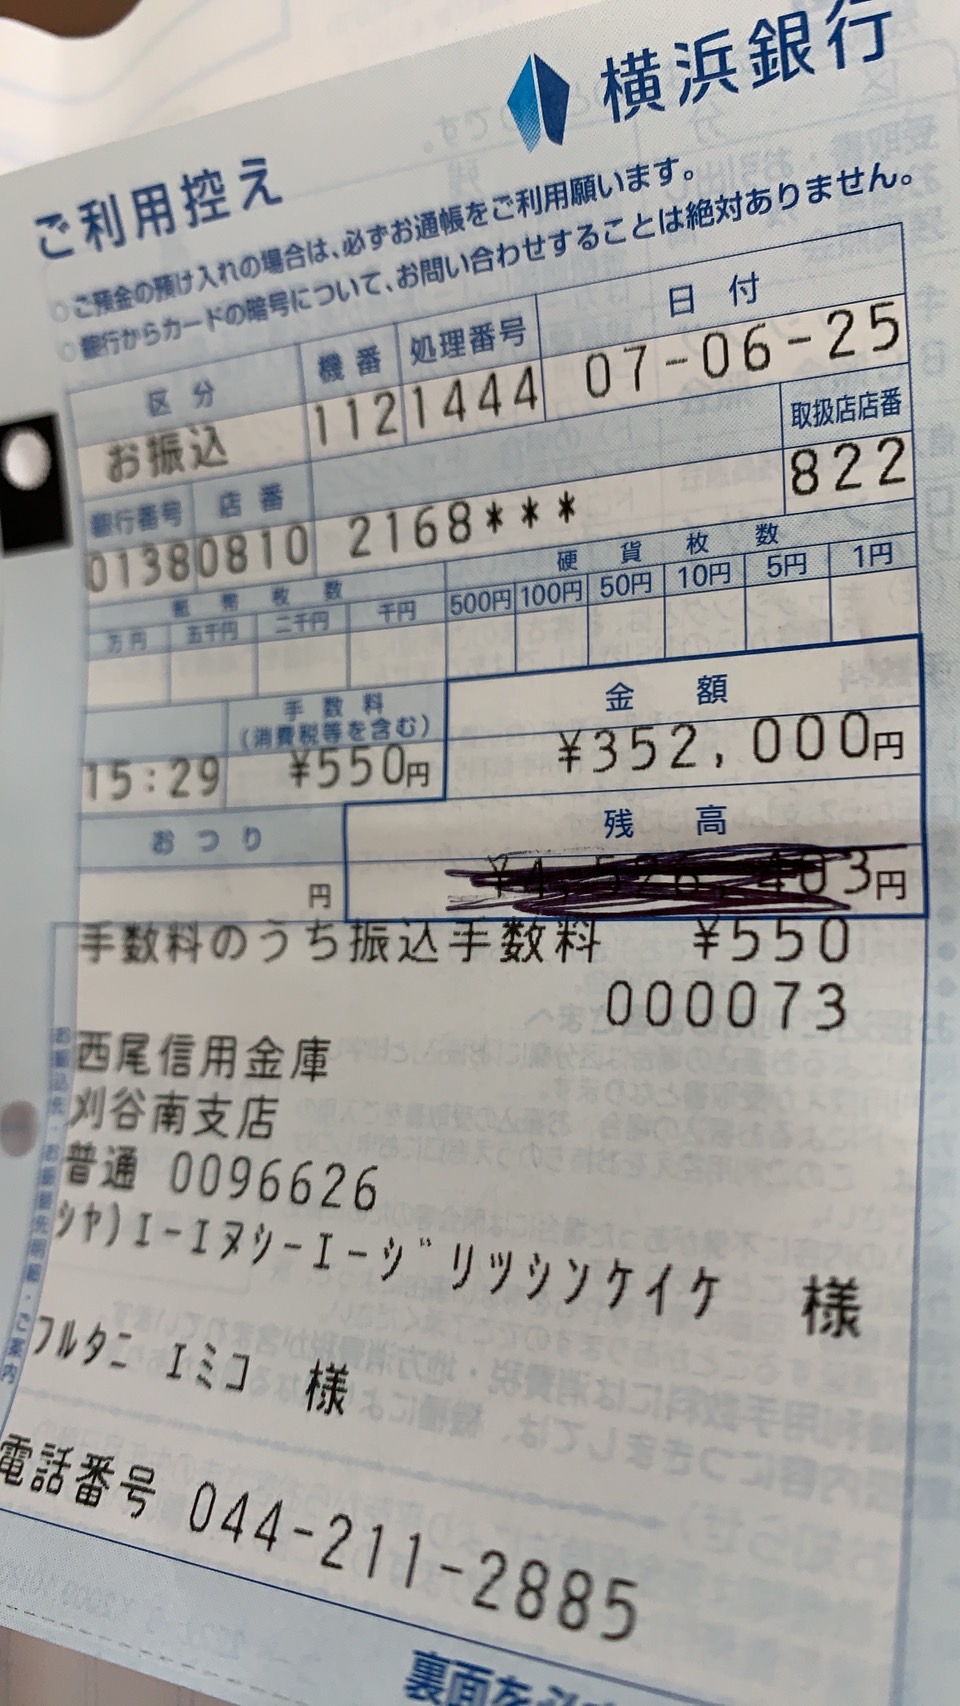 横浜銀行
ご利用控え
○ご預金の預け入れの場合は、必ずお通帳をご利用願います。
○銀行からカードの暗号について、お問い合わせすることは絶対ありません。
区分 機番 処理番号 日付
お振込 112 1444 07-06-25
銀行番号 店番 取扱店店番
0138 0810 2168*** 822
紙幣枚数 硬貨枚数
万円 五千円 二千円 千円 500円 100円 50円 10円 5円 1円
手数料 金額
(消費税等を含む)
15:29 ¥550円 ¥352,000円
おつり 残高
円 円
手数料のうち振込手数料 ¥550
000073
西尾信用金庫
刈谷南支店
普通 0096626
シヤ)エーエヌシーエージ゛リツシンケイケ 様
フルタニ エミコ 様
電話番号 044-211-2885
裏面を